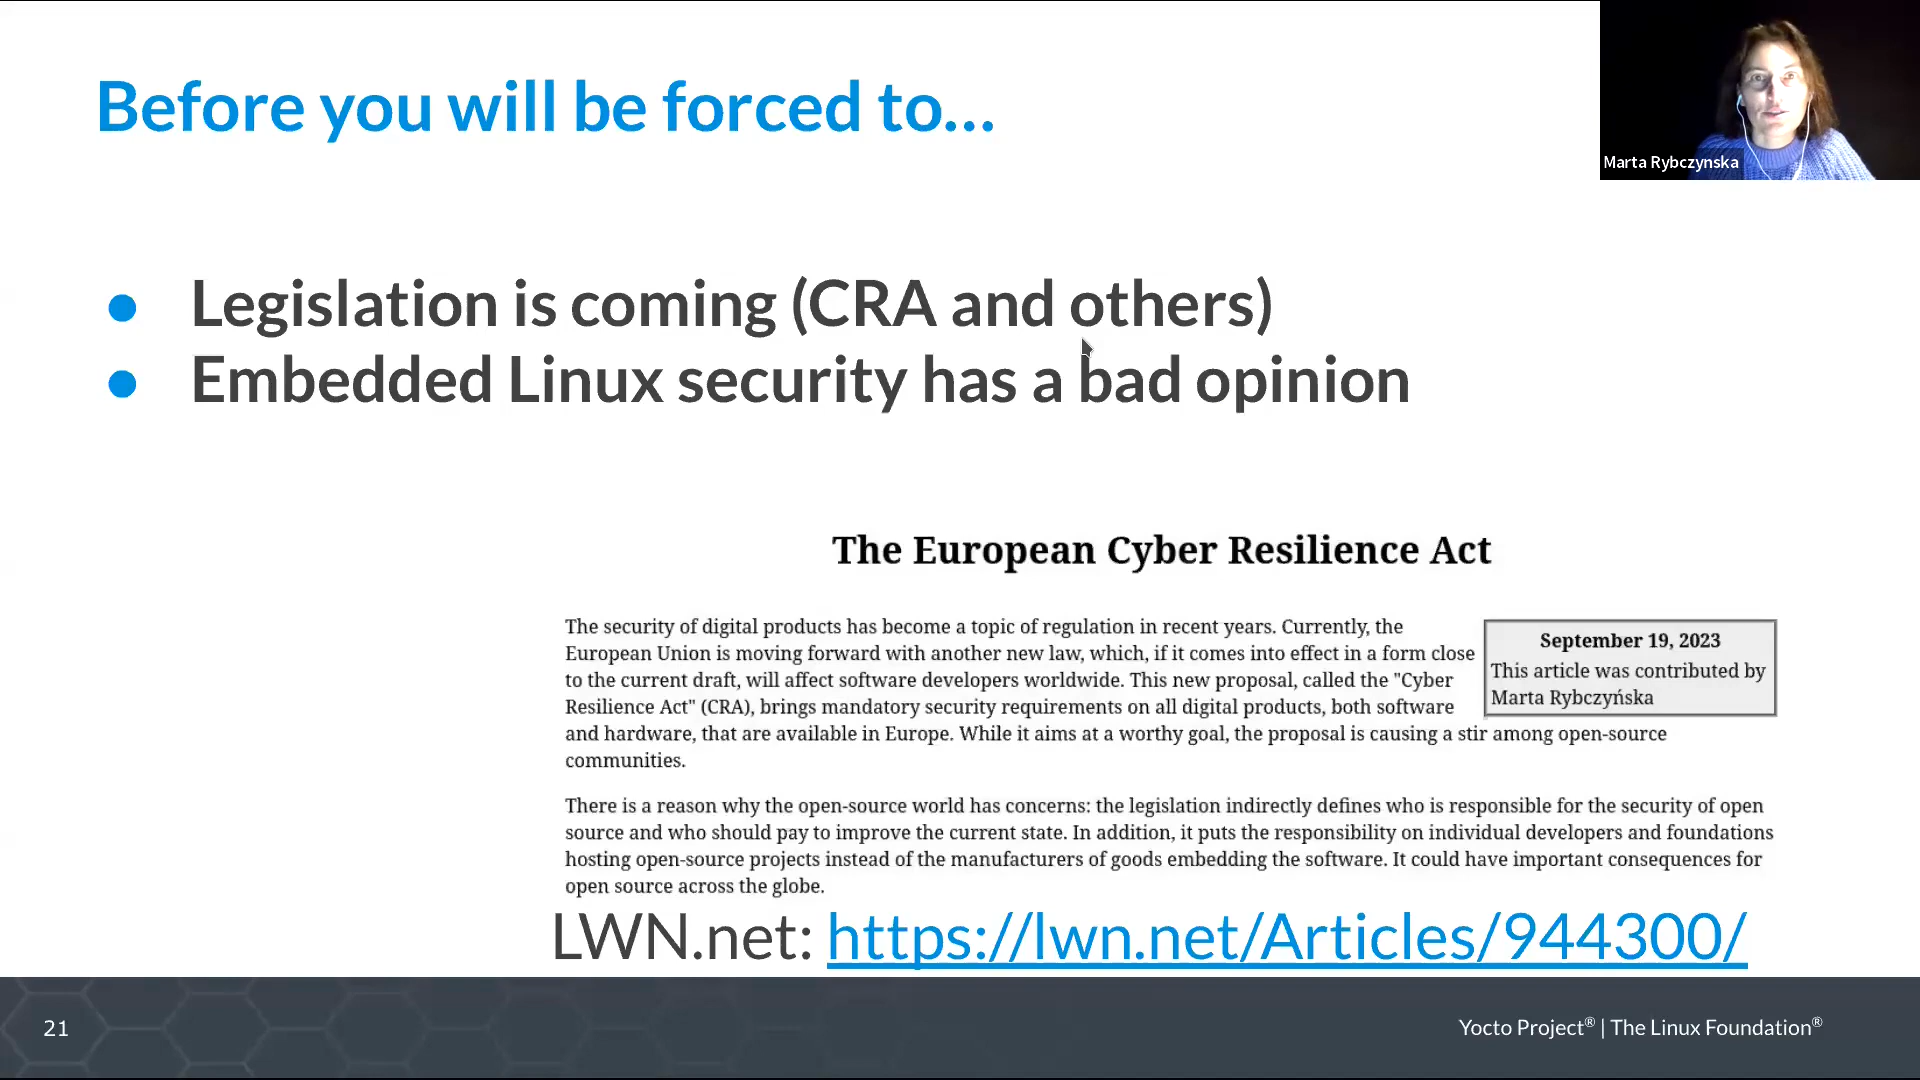 Before you will be forced to...
Marta Rybczynska
● Legislation is coming (CRA and others)
● Embedded Linux security has a bad opinion
The European Cyber Resilience Act
The security of digital products has become a topic of regulation in recent years. Currently, the
European Union is moving forward with another new law, which, if it comes into effect in a form close
to the current draft, will affect software developers worldwide. This new proposal, called the "Cyber
Resilience Act" (CRA), brings mandatory security requirements on all digital products, both software
and hardware, that are available in Europe. While it aims at a worthy goal, the proposal is causing a stir among open-source
communities.
September 19, 2023
This article was contributed by
Marta Rybczyńska
There is a reason why the open-source world has concerns: the legislation indirectly defines who is responsible for the security of open
source and who should pay to improve the current state. In addition, it puts the responsibility on individual developers and foundations
hosting open-source projects instead of the manufacturers of goods embedding the software. It could have important consequences for
open source across the globe.
LWN.net: https://lwn.net/Articles/944300/
21
Yocto Project® | The Linux Foundation®